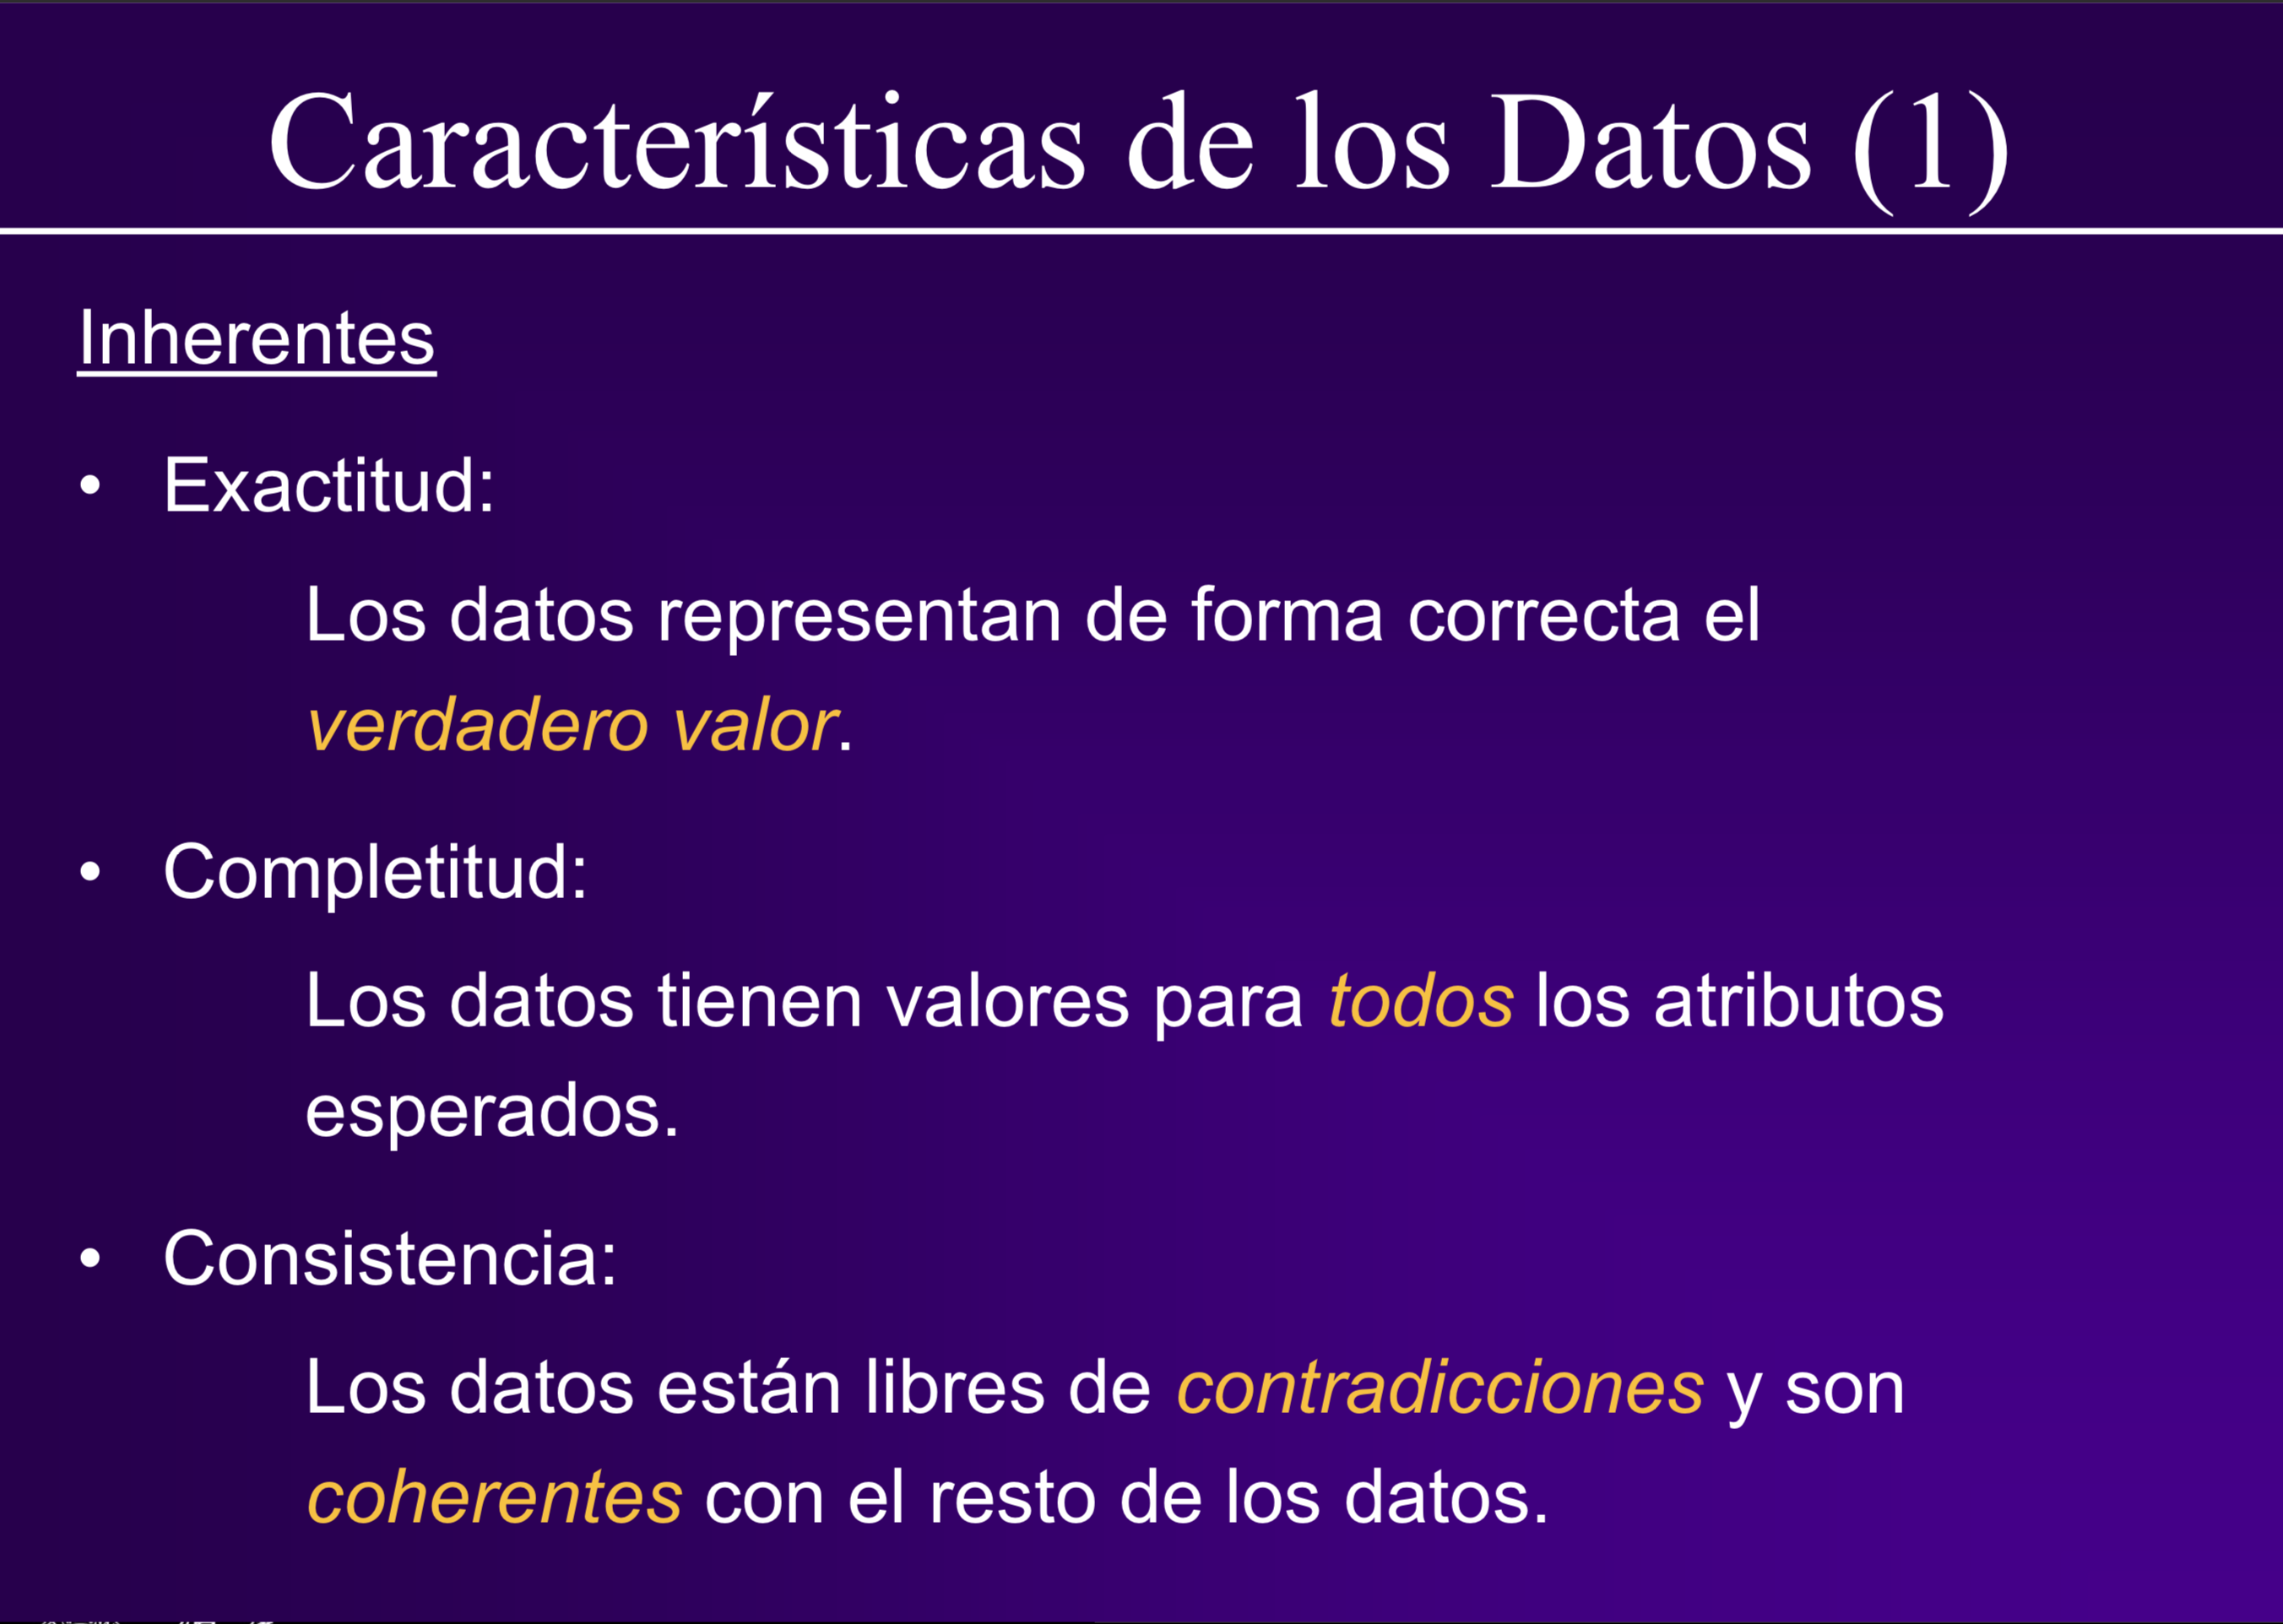 Características de los Datos (1)
Inherentes
• Exactitud:
Los datos representan de forma correcta el
verdadero valor.
• Completitud:
Los datos tienen valores para todos los atributos
esperados.
• Consistencia:
Los datos están libres de contradicciones y son
coherentes con el resto de los datos.